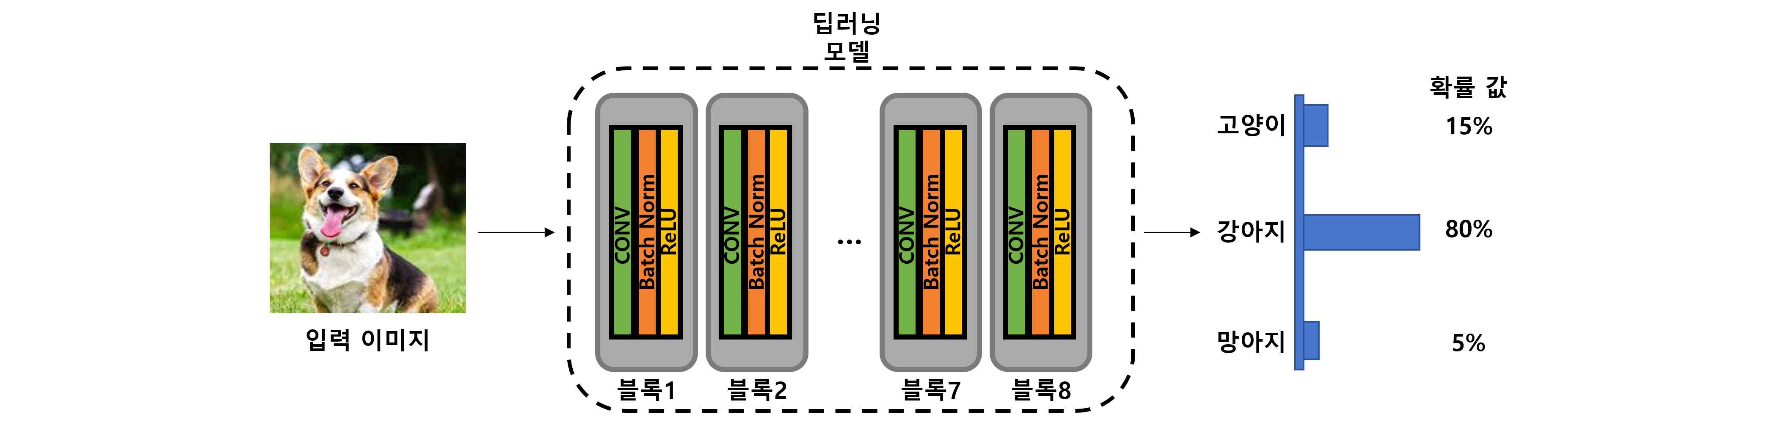 딥러닝
모델
입력 이미지
CONV
Batch Norm
ReLU
블록1
CONV
Batch Norm
ReLU
블록2
...
CONV
Batch Norm
ReLU
블록7
CONV
Batch Norm
ReLU
블록8
확률 값
고양이 15%
강아지 80%
망아지 5%